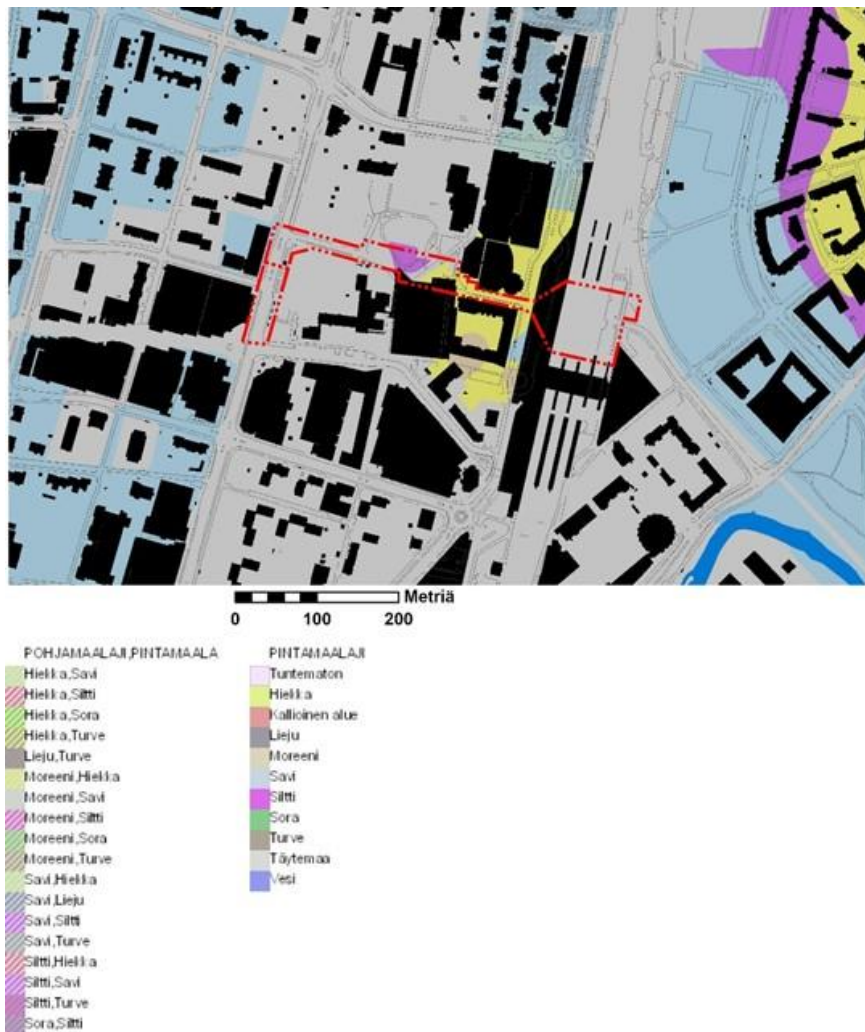 Metriä
0 100 200
POHJAMAALAJI,PINTAMAALA
Hiekka,Savi
Hiekka,Siltti
Hiekka,Sora
Hiekka,Turve
Lieju,Turve
Moreeni,Hiekka
Moreeni,Savi
Moreeni,Siltti
Moreeni,Sora
Moreeni,Turve
Savi,Hiekka
Savi,Lieju
Savi,Siltti
Savi,Turve
Siltti,Hiekka
Siltti,Savi
Siltti,Turve
Sora,Siltti
PINTAMAALAJI
Tuntematon
Hiekka
Kallioinen alue
Lieju
Moreeni
Savi
Siltti
Sora
Turve
Täytemaa
Vesi